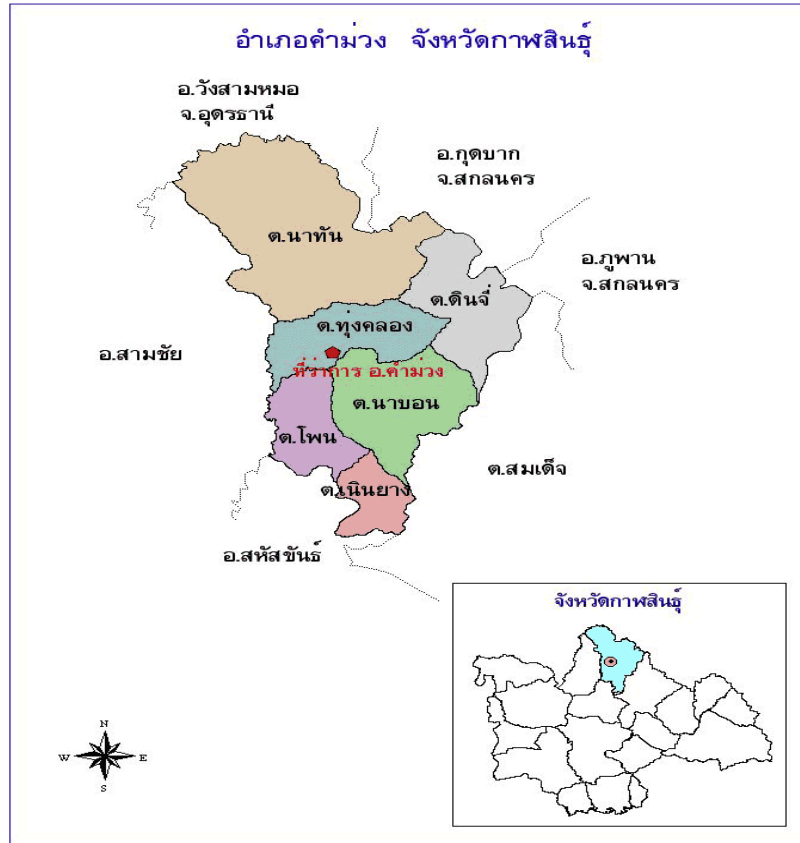 อำเภอคำม่วง จังหวัดกาฬสินธุ์
อ.วังสามหมอ
จ.อุดรธานี
อ.กุดบาก
จ.สกลนคร
ต.นาทัน
อ.ภูพาน
จ.สกลนคร
ต.ดินจี่
ต.ทุ่งคลอง
อ.สามชัย
ที่ว่าการ อ.คำม่วง
ต.นาบอน
ต.โพน
ต.สมเด็จ
ต.เนินยาง
อ.สหัสขันธ์
จังหวัดกาฬสินธุ์
N
W E
S